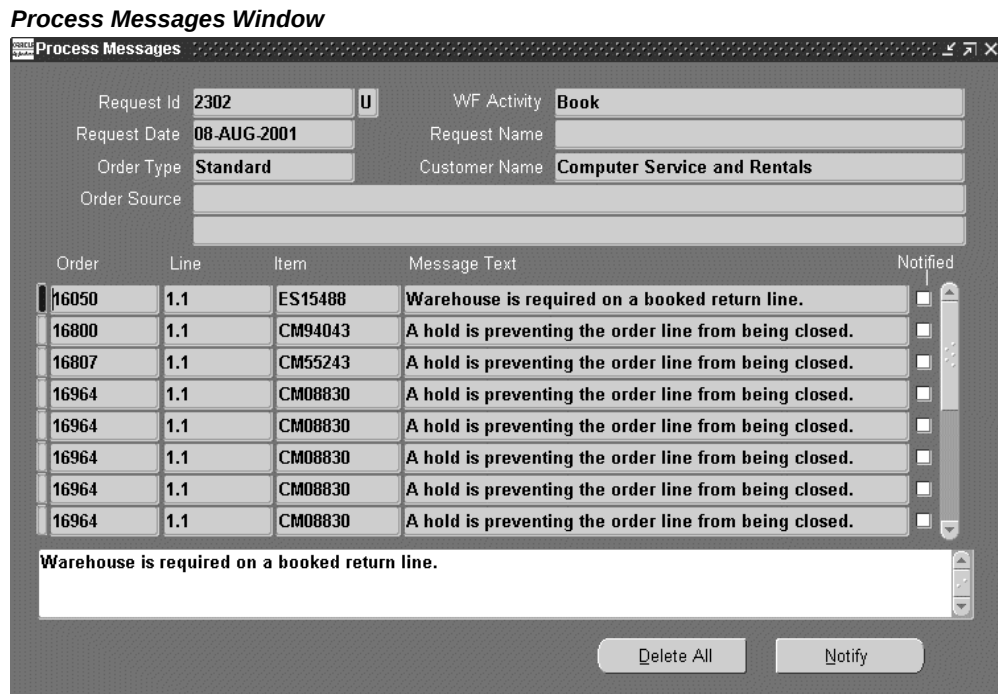 Process Messages Window
Process Messages
Request Id 2302 U WF Activity Book
Request Date 08-AUG-2001 Request Name
Order Type Standard Customer Name Computer Service and Rentals
Order Source
Order Line Item Message Text Notified
16050 1.1 ES15488 Warehouse is required on a booked return line.
16800 1.1 CM94043 A hold is preventing the order line from being closed.
16807 1.1 CM55243 A hold is preventing the order line from being closed.
16964 1.1 CM08830 A hold is preventing the order line from being closed.
16964 1.1 CM08830 A hold is preventing the order line from being closed.
16964 1.1 CM08830 A hold is preventing the order line from being closed.
16964 1.1 CM08830 A hold is preventing the order line from being closed.
16964 1.1 CM08830 A hold is preventing the order line from being closed.
Warehouse is required on a booked return line.
Delete All Notify